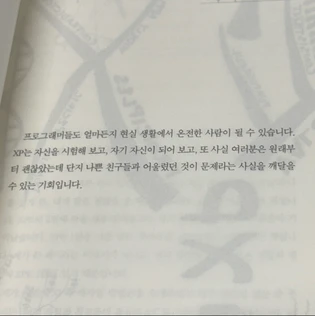 프로그래머들도 얼마든지 현실 생활에서 온전한 사람이 될 수 있습니다.
XP는 자신을 시험해 보고, 자기 자신이 되어 보고, 또 사실 여러분은 원래부
터 괜찮았는데 단지 나쁜 친구들과 어울렸던 것이 문제라는 사실을 깨달을
수 있는 기회입니다.